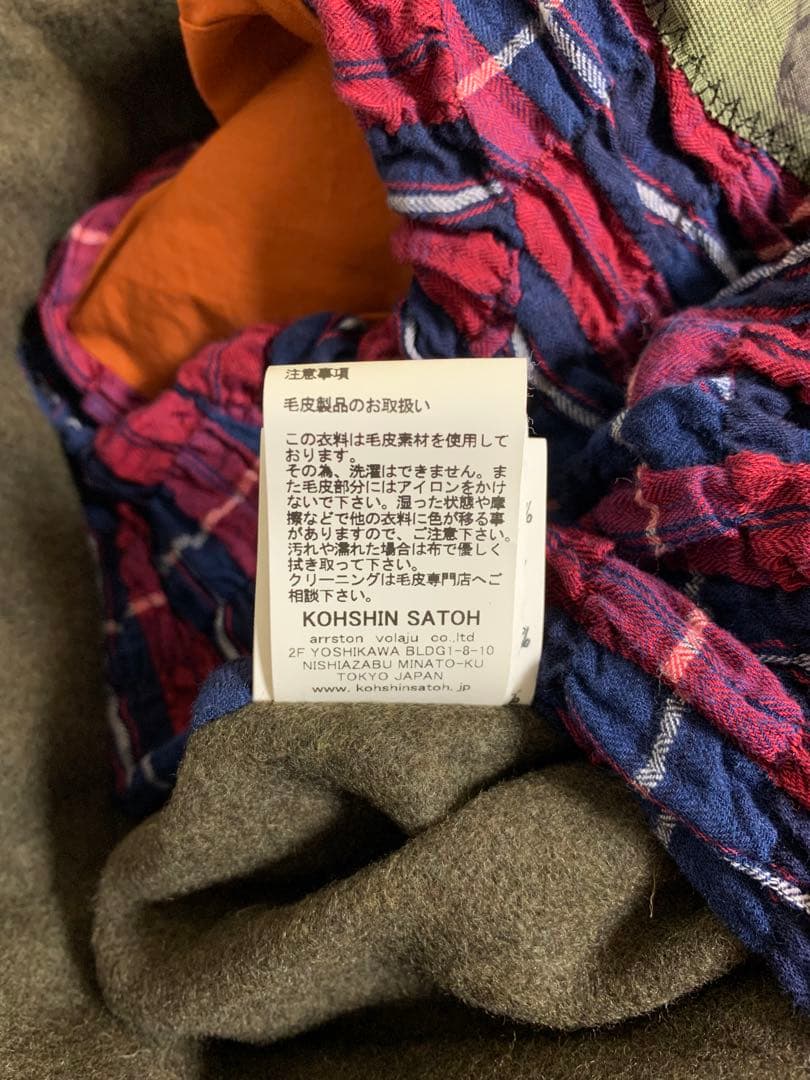 注意事項
毛皮製品のお取扱い
この衣料は毛皮素材を使用して
おります。
その為、洗濯はできません。ま
た毛皮部分にはアイロンをかけ
ないで下さい。湿った状態や摩
擦などで他の衣料に色が移る事
がありますので、ご注意下さい。
汚れや濡れた場合は布で優しく
拭き取って下さい。
クリーニングは毛皮専門店へご
相談下さい。
KOHSHIN SATOH
arrston volaju co.,ltd
2F YOSHIKAWA BLDG1-8-10
NISHIAZABU MINATO-KU
TOKYO JAPAN
www.kohshinsatoh.jp
%
%